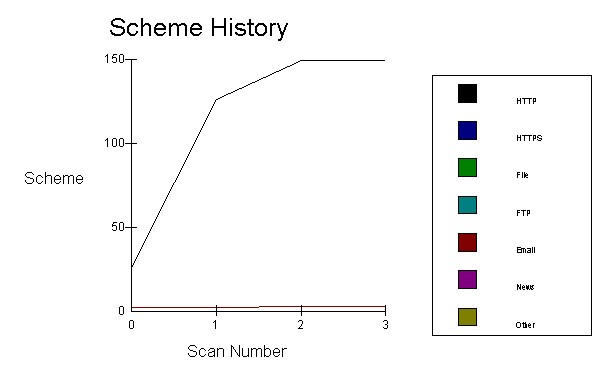 Scheme History
150
100
50
0
Scheme
0 1 2 3
Scan Number
HTTP
HTTPS
File
FTP
Email
News
Other